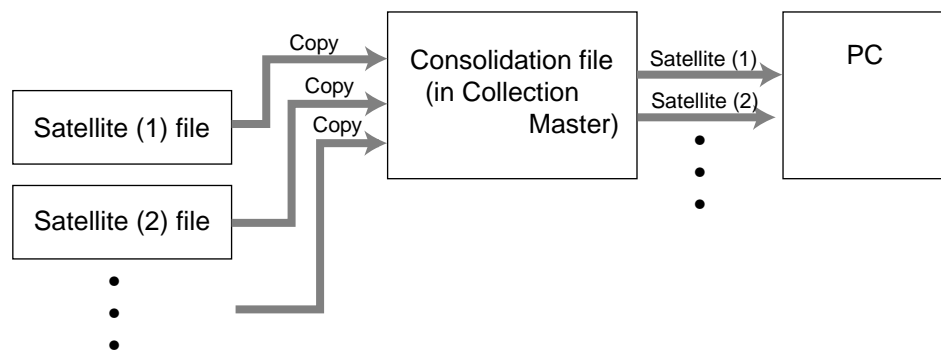 Copy
Satellite (1) file
Copy
Satellite (2) file
Copy
Consolidation file
(in Collection
Master)
Satellite (1)
Satellite (2)
PC